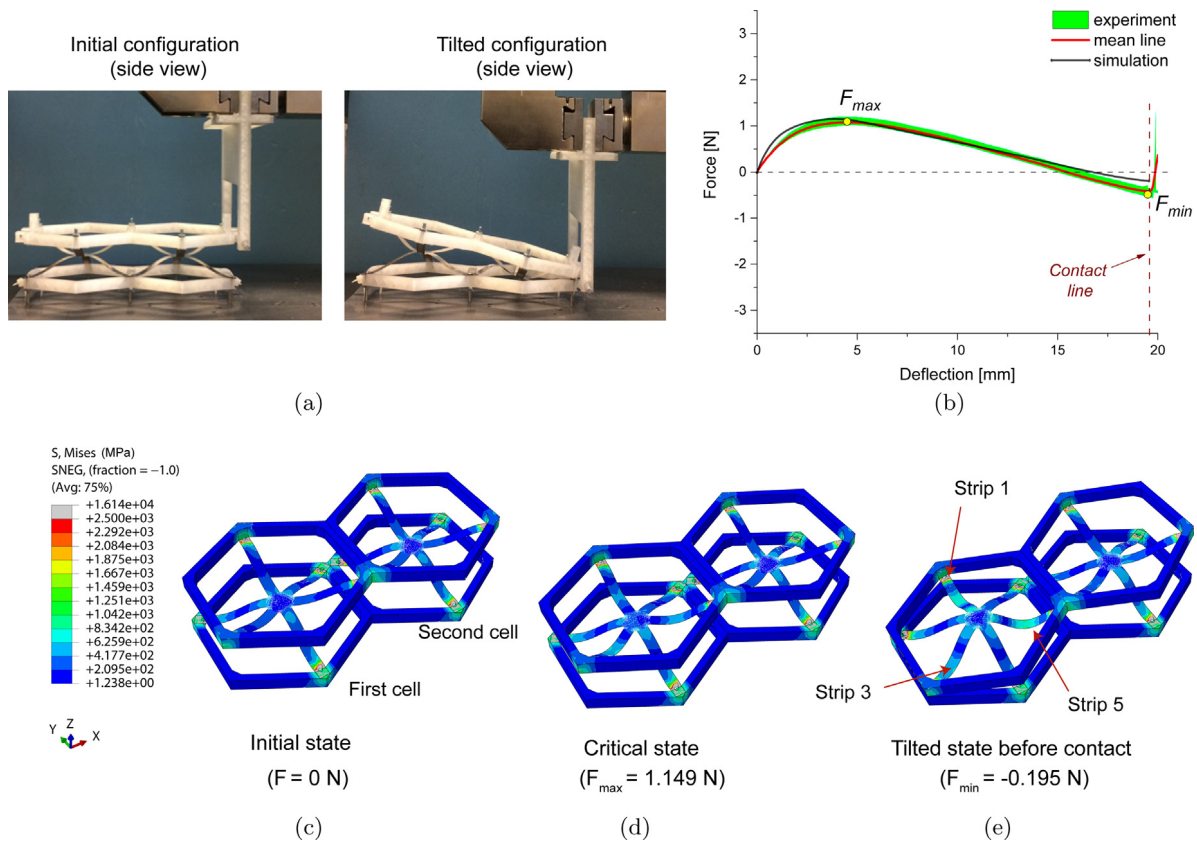 Initial configuration
(side view)
Tilted configuration
(side view)
(a)
experiment
mean line
simulation
3
2
1
0
-1
-2
-3
Force [N]
F_max
F_min
Contact
line
0
5
10
15
20
Deflection [mm]
(b)
S, Mises (MPa)
SNEG, (fraction = −1.0)
(Avg: 75%)
+1.614e+04
+2.500e+03
+2.292e+03
+2.084e+03
+1.875e+03
+1.667e+03
+1.459e+03
+1.251e+03
+1.042e+03
+8.342e+02
+6.259e+02
+4.177e+02
+2.095e+02
+1.238e+00
Y Z X
Second cell
First cell
Initial state
(F = 0 N)
(c)
Critical state
(F_max = 1.149 N)
(d)
Strip 1
Strip 3
Strip 5
Tilted state before contact
(F_min = -0.195 N)
(e)